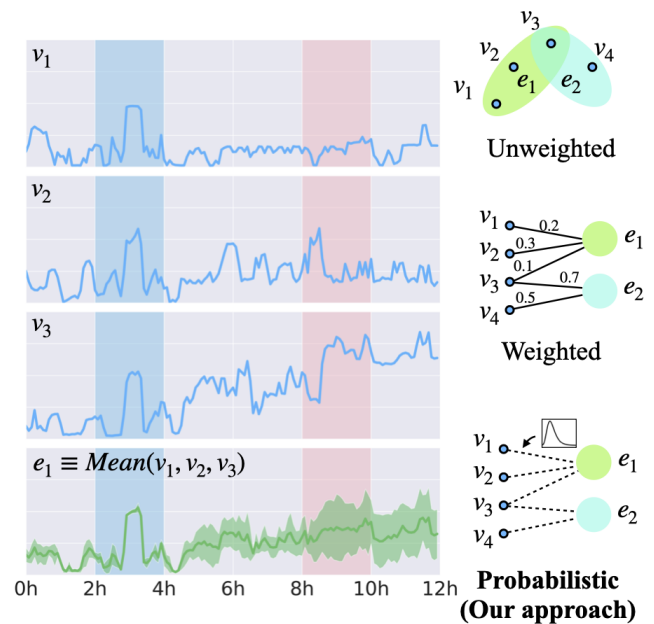 v₁
v₂
v₃
e₁ ≡ Mean(v₁, v₂, v₃)
0h 2h 4h 6h 8h 10h 12h
v₃
v₂ v₄
v₁ e₁ e₂
Unweighted
v₁ 0.2 e₁
v₂ 0.3
v₃ 0.1 0.7 e₂
v₄ 0.5
Weighted
v₁ e₁
v₂
v₃ e₂
v₄
Probabilistic
(Our approach)